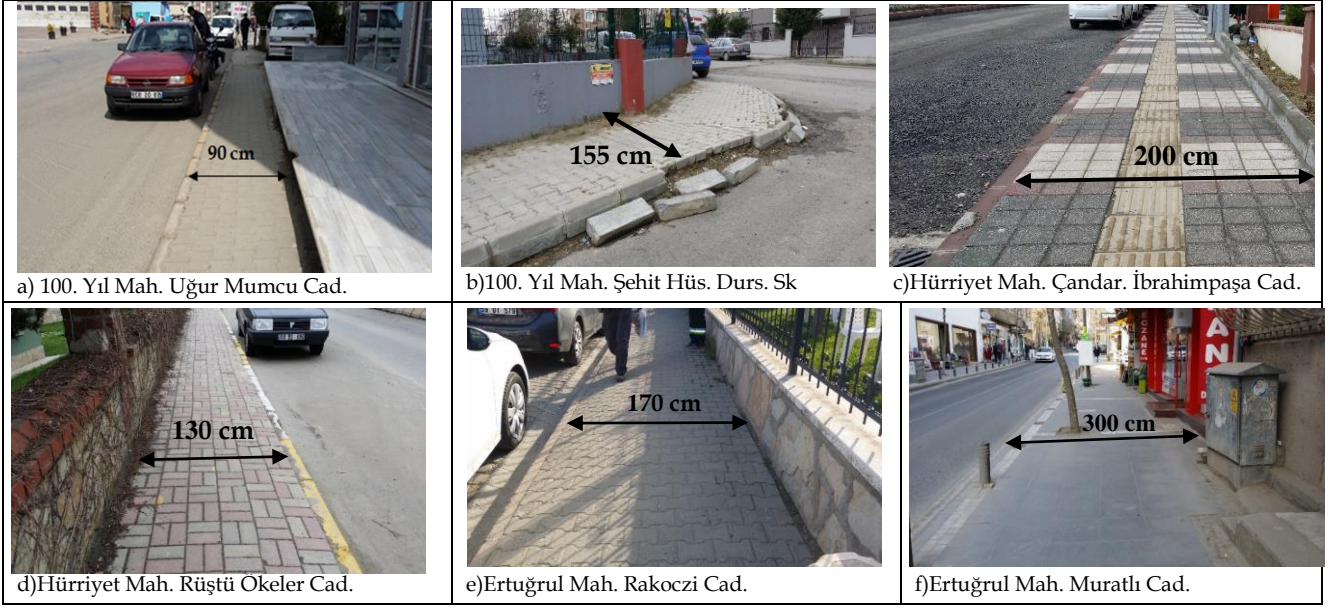 90 cm
155 cm
200 cm
a) 100. Yıl Mah. Uğur Mumcu Cad.
b)100. Yıl Mah. Şehit Hüs. Durs. Sk
c)Hürriyet Mah. Çandar. İbrahimpaşa Cad.
130 cm
170 cm
300 cm
AN
d)Hürriyet Mah. Rüştü Ökeler Cad.
e)Ertuğrul Mah. Rakoczi Cad.
f)Ertuğrul Mah. Muratlı Cad.